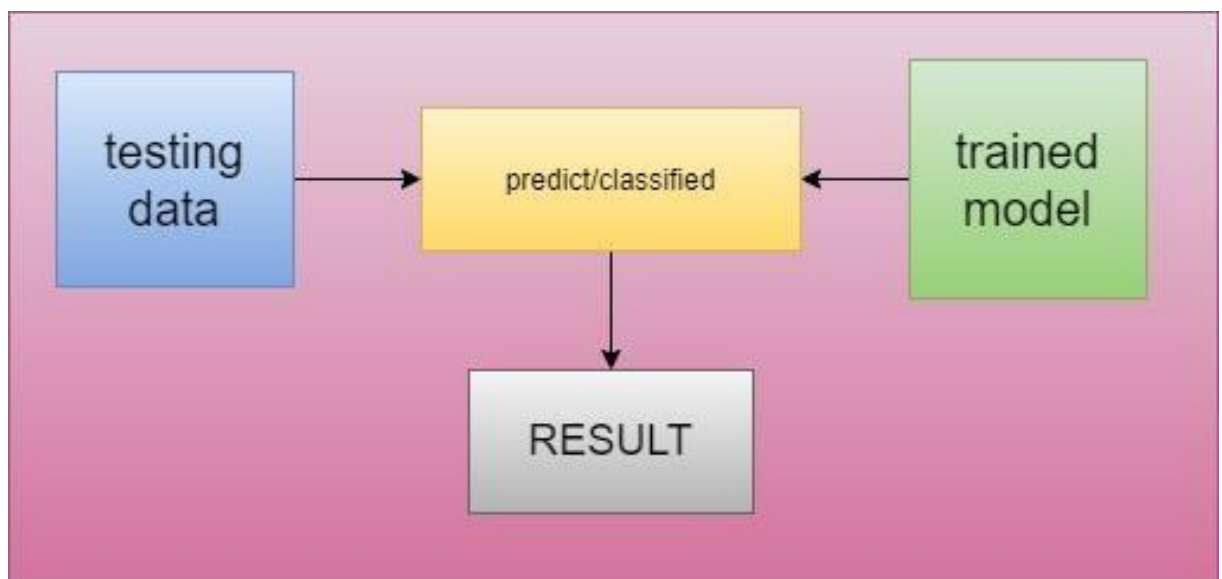 testing
data
predict/classified
trained
model
RESULT